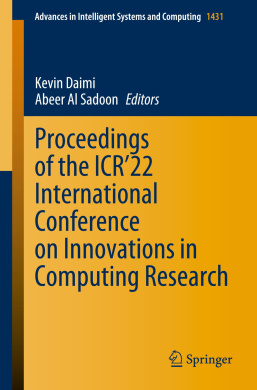 Advances in Intelligent Systems and Computing 1431
Kevin Daimi
Abeer Al Sadoon Editors
Proceedings
of the ICR’22
International
Conference
on Innovations in
Computing Research
Springer